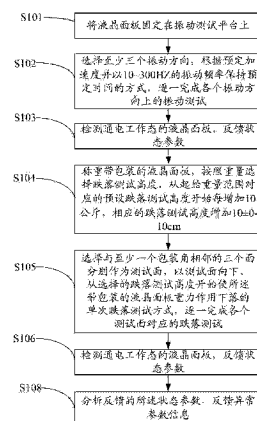 S101
将液晶面板固定在振动测试平台上
S102
选择至少三个振动方向，根据预定加
速度并以10~300HZ的振动频率保持预
定时间的方式，逐一完成各个振动方
向上的振动测试
S103
检测通电工作态的液晶面板，反馈状
态参数
S104
称重带包装的液晶面板，按照重量选
择跌落测试高度，从起始重量范围对
应的预设跌落测试高度开始每增加10
公斤，相应的跌落测试高度增加10±0-
10cm
S105
选择与至少一个包装角相邻的三个面
分别作为测试面，以测试面向下、
从选择的跌落测试高度开始使所述
带包装的液晶面板重力作用下落的
单次跌落测试方式，逐一完成各个
测试面对应的跌落测试
S106
检测通电工作态的液晶面板，反馈状
态参数
S108
分析反馈的所述状态参数，反馈异常
参数信息